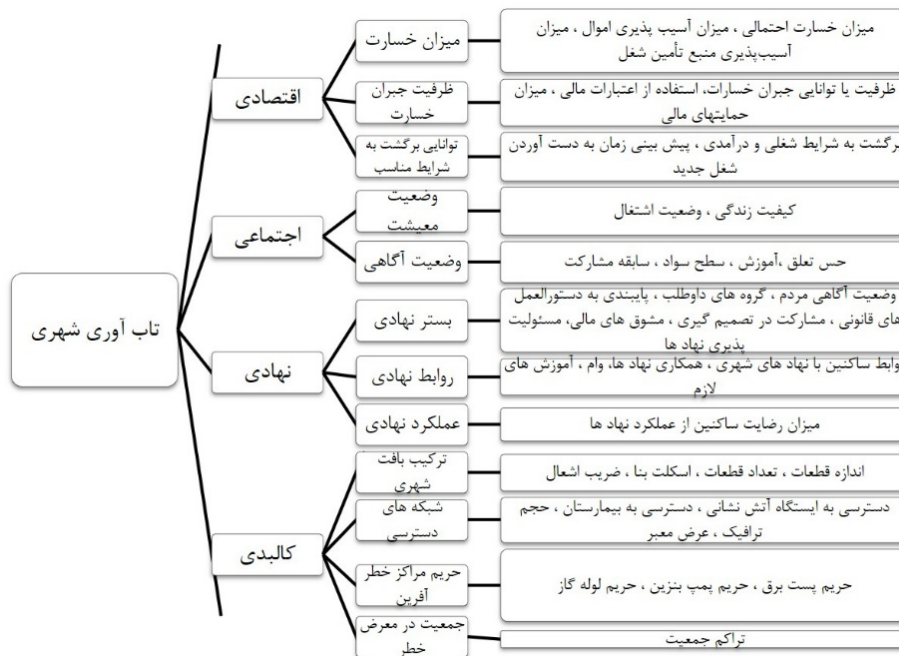 تاب آوری شهری
اقتصادی
میزان خسارت
میزان خسارت احتمالی ، میزان آسیب پذیری اموال ، میزان
آسیب‌پذیری منبع تأمین شغل
ظرفیت جبران
خسارت
ظرفیت یا توانایی جبران خسارات، استفاده از اعتبارات مالی ، میزان
حمایتهای مالی
توانایی برگشت به
شرایط مناسب
برگشت به شرایط شغلی و درآمدی ، پیش بینی زمان به دست آوردن
شغل جدید
اجتماعی
وضعیت
معیشت
کیفیت زندگی ، وضعیت اشتغال
وضعیت آگاهی
حس تعلق ،آموزش ، سطح سواد ، سابقه مشارکت
نهادی
بستر نهادی
وضعیت آگاهی مردم ، گروه های داوطلب ، پایبندی به دستورالعمل
های قانونی ، مشارکت در تصمیم گیری ، مشوق های مالی، مسئولیت
پذیری نهاد ها
روابط نهادی
وابط ساکنین با نهاد های شهری ، همکاری نهاد ها، وام ، آموزش های
لازم
عملکرد نهادی
میزان رضایت ساکنین از عملکرد نهاد ها
کالبدی
ترکیب بافت
شهری
اندازه قطعات ، تعداد قطعات ، اسکلت بنا ، ضریب اشعال
شبکه های
دسترسی
دسترسی به ایستگاه آتش نشانی ، دسترسی به بیمارستان ، حجم
ترافیک ، عرض معبر
حریم مراکز خطر
آفرین
حریم پست برق ، حریم پمپ بنزین ، حریم لوله گاز
جمعیت در معرض
خطر
تراکم جمعیت